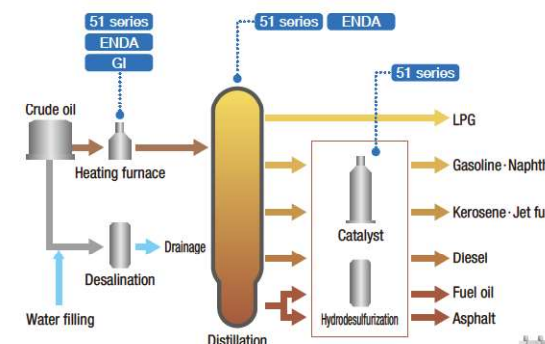 51 series
ENDA
GI
51 series ENDA
51 series
Crude oil
Heating furnace
Desalination
Drainage
Water filling
Distillation
Catalyst
Hydrodesulfurization
LPG
Gasoline·Naphth
Kerosene·Jet fu
Diesel
Fuel oil
Asphalt